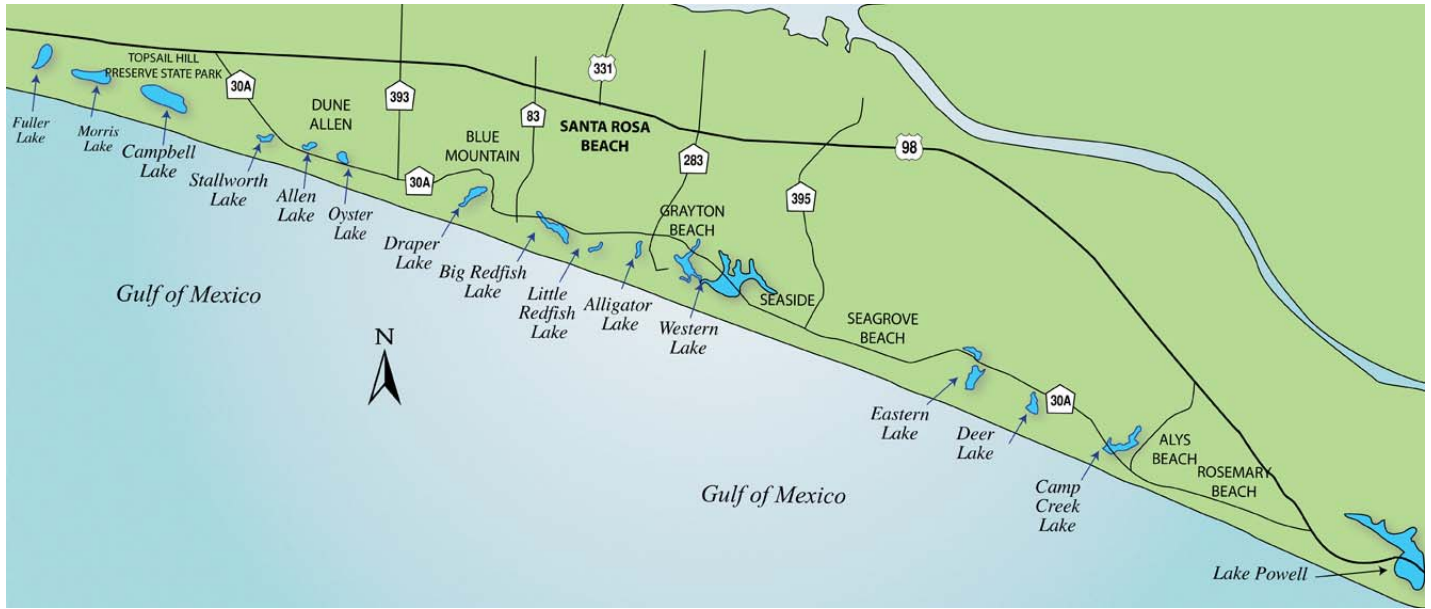 TOPSAIL HILL
PRESERVE STATE PARK
Fuller
Lake
Morris
Lake
Campbell
Lake
30A
DUNE
ALLEN
Stallworth
Lake
Allen
Lake
Oyster
Lake
393
30A
BLUE
MOUNTAIN
Draper
Lake
83
331
SANTA ROSA
BEACH
Big Redfish
Lake
Little
Redfish
Lake
Alligator
Lake
283
GRAYTON
BEACH
Western
Lake
98
395
SEASIDE
SEAGROVE
BEACH
Eastern
Lake
Deer
Lake
30A
Camp
Creek
Lake
ALYS
BEACH
ROSEMARY
BEACH
Lake Powell
Gulf of Mexico
N
Gulf of Mexico